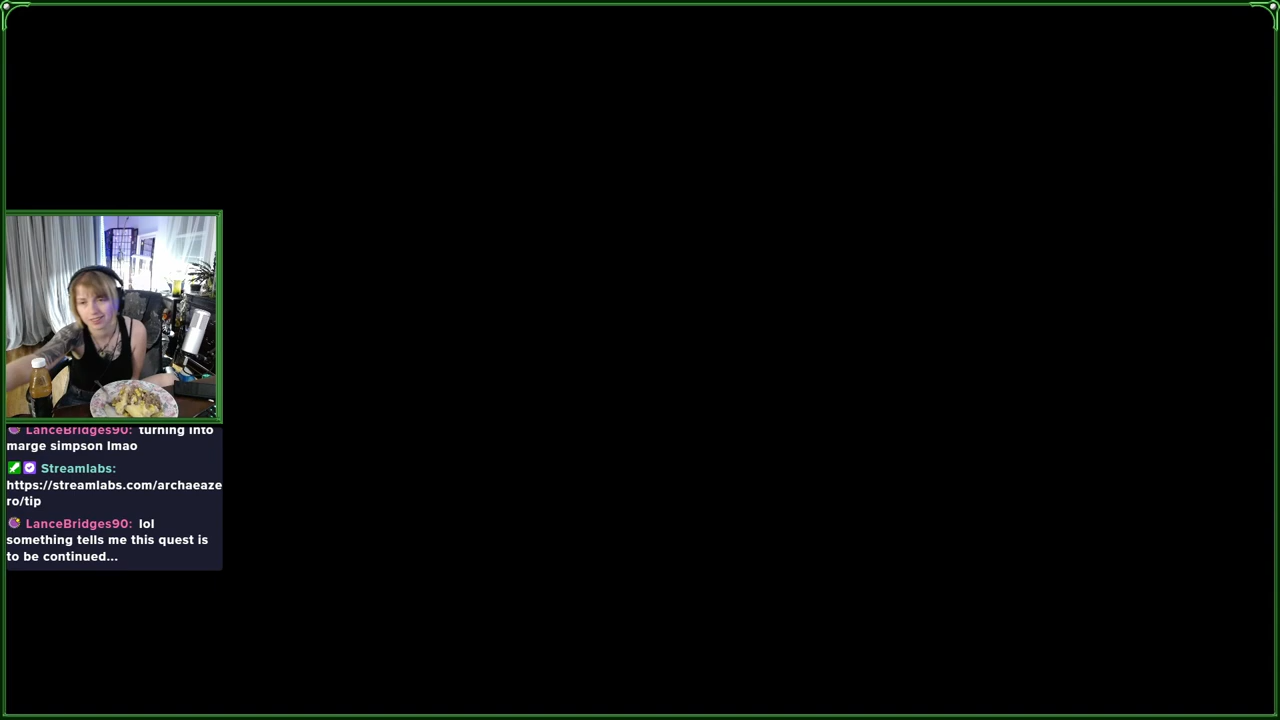 LanceBridges90: turning into
marge simpson lmao
Streamlabs:
https://streamlabs.com/archaeaze
ro/tip
LanceBridges90: lol
something tells me this quest is
to be continued...